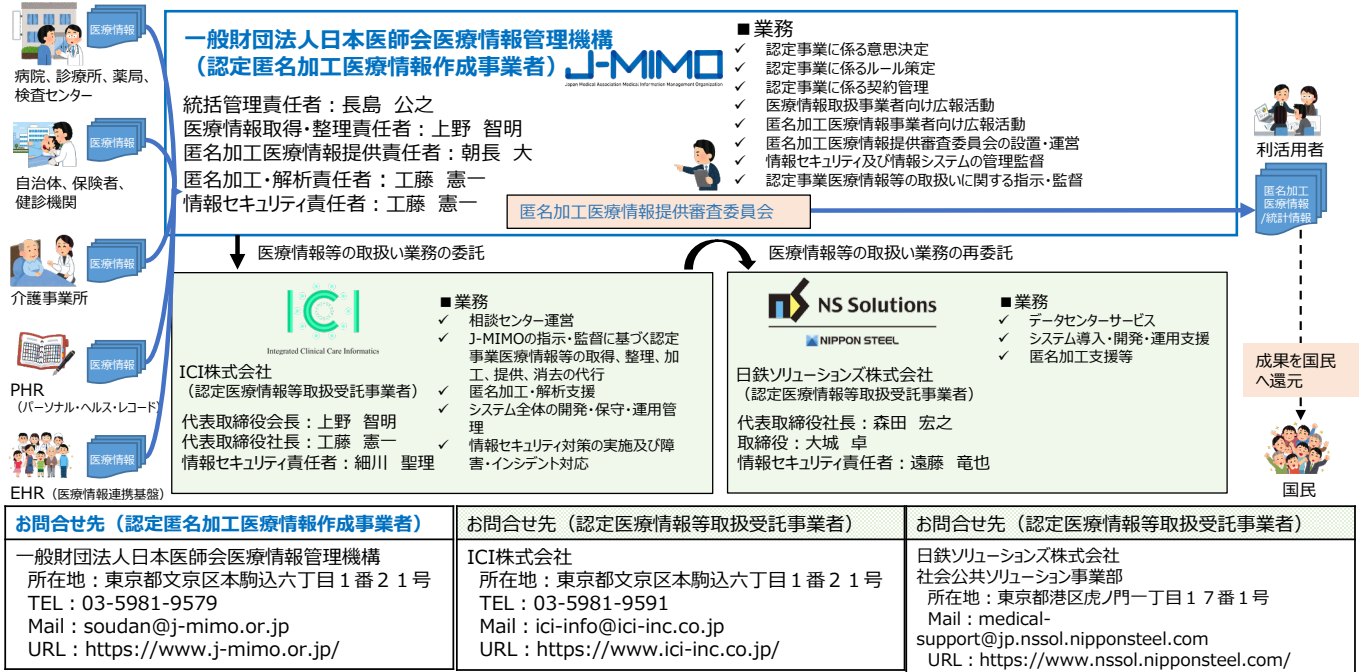 医療情報
病院、診療所、薬局、
検査センター
医療情報
自治体、保険者、
健診機関
医療情報
介護事業所
医療情報
PHR
（パーソナル・ヘルス・レコード）
医療情報
EHR（医療情報連携基盤）
一般財団法人日本医師会医療情報管理機構
（認定匿名加工医療情報作成事業者）
J-MIMO
Japan Medical Association Medical Information Management Organization
統括管理責任者：長島 公之
医療情報取得・整理責任者：上野 智明
匿名加工医療情報提供責任者：朝長 大
匿名加工・解析責任者：工藤 憲一
情報セキュリティ責任者：工藤 憲一
■業務
✓ 認定事業に係る意思決定
✓ 認定事業に係るルール策定
✓ 認定事業に係る契約管理
✓ 医療情報取扱事業者向け広報活動
✓ 匿名加工医療情報事業者向け広報活動
✓ 匿名加工医療情報提供審査委員会の設置・運営
✓ 情報セキュリティ及び情報システムの管理監督
✓ 認定事業医療情報等の取扱いに関する指示・監督
匿名加工医療情報提供審査委員会
利活用者
匿名加工
医療情報
/統計情報
成果を国民
へ還元
国民
医療情報等の取扱い業務の委託
医療情報等の取扱い業務の再委託
ICI
Integrated Clinical Care Informatics
ICI株式会社
（認定医療情報等取扱受託事業者）
代表取締役会長：上野 智明
代表取締役社長：工藤 憲一
情報セキュリティ責任者：細川 聖理
■業務
✓ 相談センター運営
✓ J-MIMOの指示・監督に基づく認定
事業医療情報等の取得、整理、加
工、提供、消去の代行
✓ 匿名加工・解析支援
✓ システム全体の開発・保守・運用管
理
✓ 情報セキュリティ対策の実施及び障
害・インシデント対応
NS Solutions
NIPPON STEEL
日鉄ソリューションズ株式会社
（認定医療情報等取扱受託事業者）
代表取締役社長：森田 宏之
取締役：大城 卓
情報セキュリティ責任者：遠藤 竜也
■業務
✓ データセンターサービス
✓ システム導入・開発・運用支援
✓ 匿名加工支援等
お問合せ先（認定匿名加工医療情報作成事業者）
一般財団法人日本医師会医療情報管理機構
所在地：東京都文京区本駒込六丁目１番２１号
TEL：03-5981-9579
Mail：soudan@j-mimo.or.jp
URL：https://www.j-mimo.or.jp/
お問合せ先（認定医療情報等取扱受託事業者）
ICI株式会社
所在地：東京都文京区本駒込六丁目１番２１号
TEL：03-5981-9591
Mail：ici-info@ici-inc.co.jp
URL：https://www.ici-inc.co.jp/
お問合せ先（認定医療情報等取扱受託事業者）
日鉄ソリューションズ株式会社
社会公共ソリューション事業部
所在地：東京都港区虎ノ門一丁目１７番１号
Mail：medical-
support@jp.nssol.nipponsteel.com
URL：https://www.nssol.nipponsteel.com/